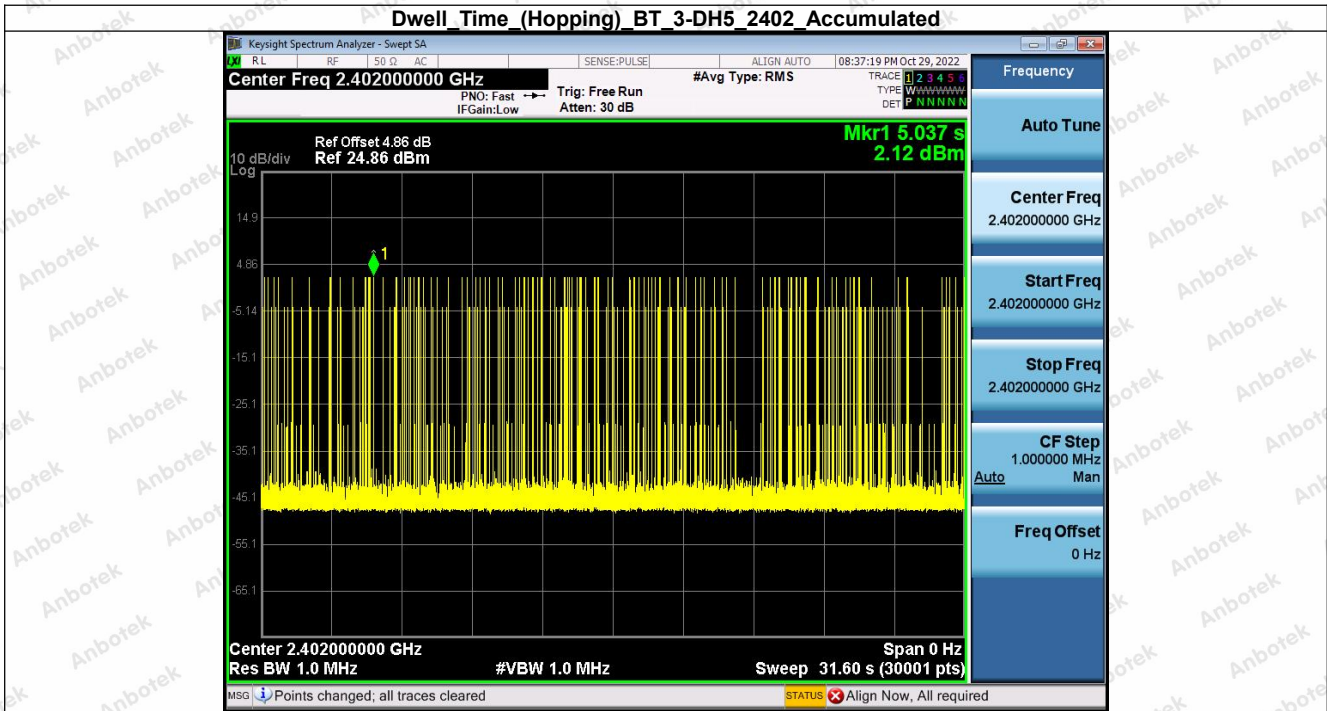 Dwell_Time_(Hopping)_BT_3-DH5_2402_Accumulated
Keysight Spectrum Analyzer - Swept SA
LXI RL RF 50 Ω AC SENSE:PULSE ALIGN AUTO 08:37:19 PM Oct 29, 2022
Center Freq 2.402000000 GHz
#Avg Type: RMS
TRACE 1 2 3 4 5 6
PNO: Fast
Trig: Free Run
TYPE WWWWWW
IFGain:Low
Atten: 30 dB
DET P N N N N N
Mkr1 5.037 s
2.12 dBm
Ref Offset 4.86 dB
10 dB/div
Ref 24.86 dBm
Log
14.9
1
4.86
-5.14
-15.1
-25.1
-35.1
-45.1
-55.1
-65.1
Center 2.402000000 GHz
Span 0 Hz
Res BW 1.0 MHz
#VBW 1.0 MHz
Sweep 31.60 s (30001 pts)
MSG Points changed; all traces cleared
STATUS Align Now, All required
Frequency
Auto Tune
Center Freq
2.402000000 GHz
Start Freq
2.402000000 GHz
Stop Freq
2.402000000 GHz
CF Step
1.000000 MHz
Auto Man
Freq Offset
0 Hz
Anbotek